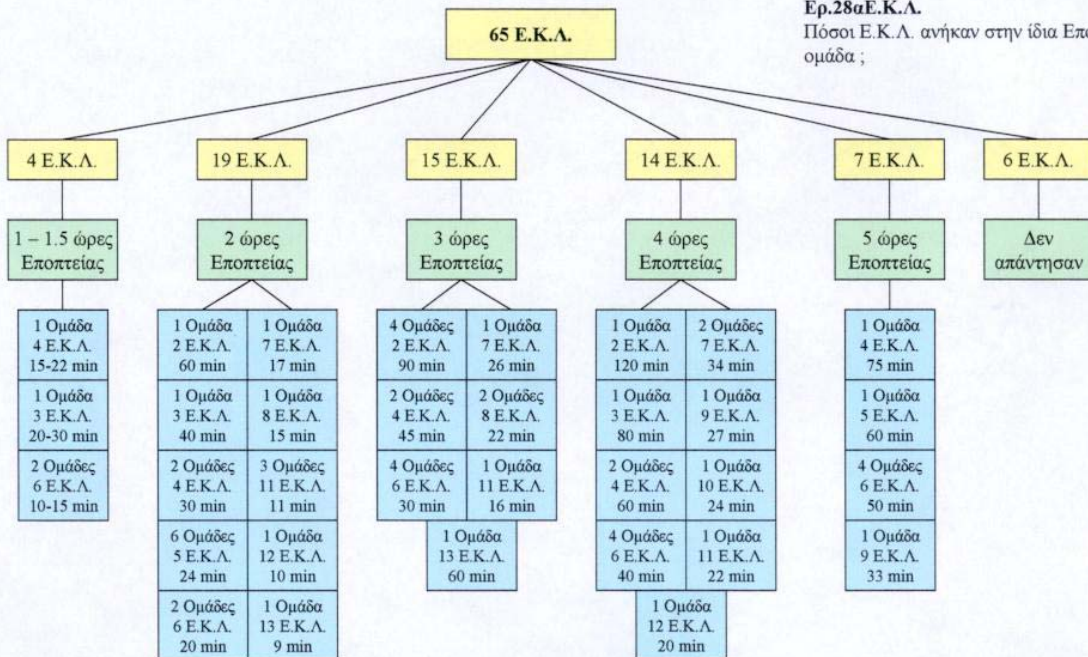 65 Ε.Κ.Λ.
Ερ.28αΕ.Κ.Λ.
Πόσοι Ε.Κ.Λ. ανήκαν στην ίδια
ομάδα ;
4 Ε.Κ.Λ.
19 Ε.Κ.Λ.
15 Ε.Κ.Λ.
14 Ε.Κ.Λ.
7 Ε.Κ.Λ.
6 Ε.Κ.Λ.
1 – 1.5 ώρες
Εποπτείας
2 ώρες
Εποπτείας
3 ώρες
Εποπτείας
4 ώρες
Εποπτείας
5 ώρες
Εποπτείας
Δεν
απάντησαν
1 Ομάδα
4 Ε.Κ.Λ.
15-22 min
1 Ομάδα
3 Ε.Κ.Λ.
20-30 min
2 Ομάδες
6 Ε.Κ.Λ.
10-15 min
1 Ομάδα
2 Ε.Κ.Λ.
60 min
1 Ομάδα
7 Ε.Κ.Λ.
17 min
1 Ομάδα
3 Ε.Κ.Λ.
40 min
1 Ομάδα
8 Ε.Κ.Λ.
15 min
2 Ομάδες
4 Ε.Κ.Λ.
30 min
3 Ομάδες
11 Ε.Κ.Λ.
11 min
6 Ομάδες
5 Ε.Κ.Λ.
24 min
1 Ομάδα
12 Ε.Κ.Λ.
10 min
2 Ομάδες
6 Ε.Κ.Λ.
20 min
1 Ομάδα
13 Ε.Κ.Λ.
9 min
4 Ομάδες
2 Ε.Κ.Λ.
90 min
1 Ομάδα
7 Ε.Κ.Λ.
26 min
2 Ομάδες
4 Ε.Κ.Λ.
45 min
2 Ομάδες
8 Ε.Κ.Λ.
22 min
4 Ομάδες
6 Ε.Κ.Λ.
30 min
1 Ομάδα
11 Ε.Κ.Λ.
16 min
1 Ομάδα
13 Ε.Κ.Λ.
60 min
1 Ομάδα
2 Ε.Κ.Λ.
120 min
2 Ομάδες
7 Ε.Κ.Λ.
34 min
1 Ομάδα
3 Ε.Κ.Λ.
80 min
1 Ομάδα
9 Ε.Κ.Λ.
27 min
2 Ομάδες
4 Ε.Κ.Λ.
60 min
1 Ομάδα
10 Ε.Κ.Λ.
24 min
4 Ομάδες
6 Ε.Κ.Λ.
40 min
1 Ομάδα
11 Ε.Κ.Λ.
22 min
1 Ομάδα
12 Ε.Κ.Λ.
20 min
1 Ομάδα
4 Ε.Κ.Λ.
75 min
1 Ομάδα
5 Ε.Κ.Λ.
60 min
4 Ομάδες
6 Ε.Κ.Λ.
50 min
1 Ομάδα
9 Ε.Κ.Λ.
33 min